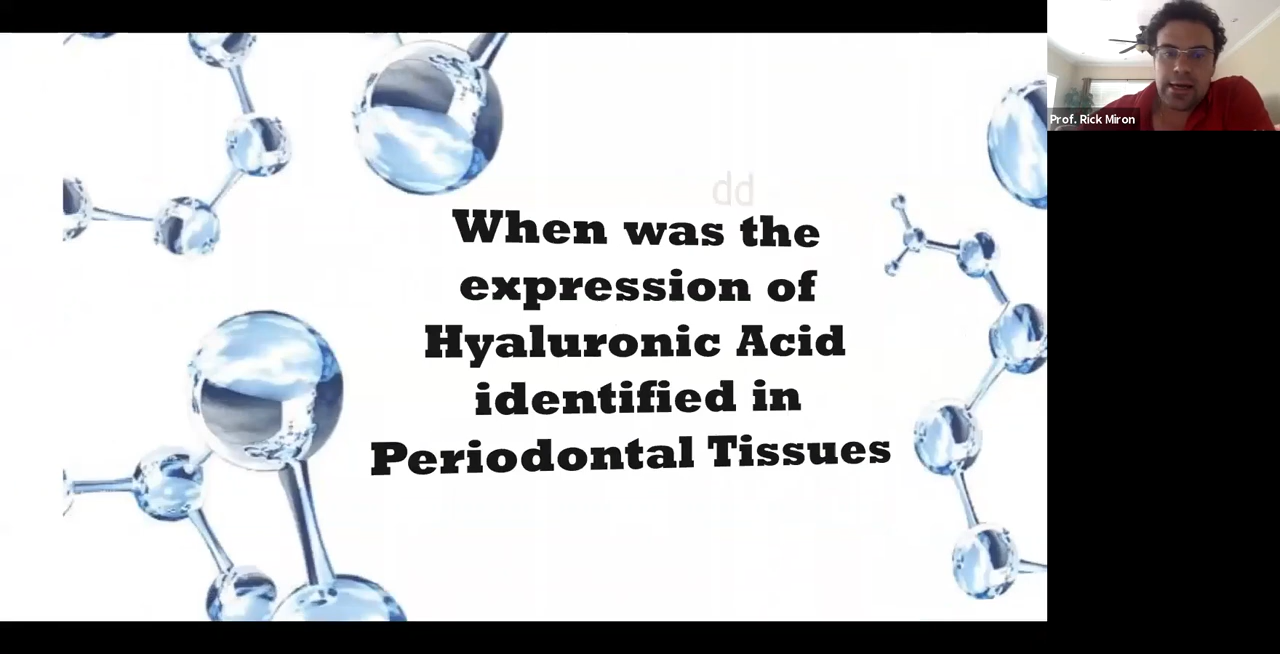 dd
When was the
expression of
Hyaluronic Acid
identified in
Periodontal Tissues
Prof. Rick Miron